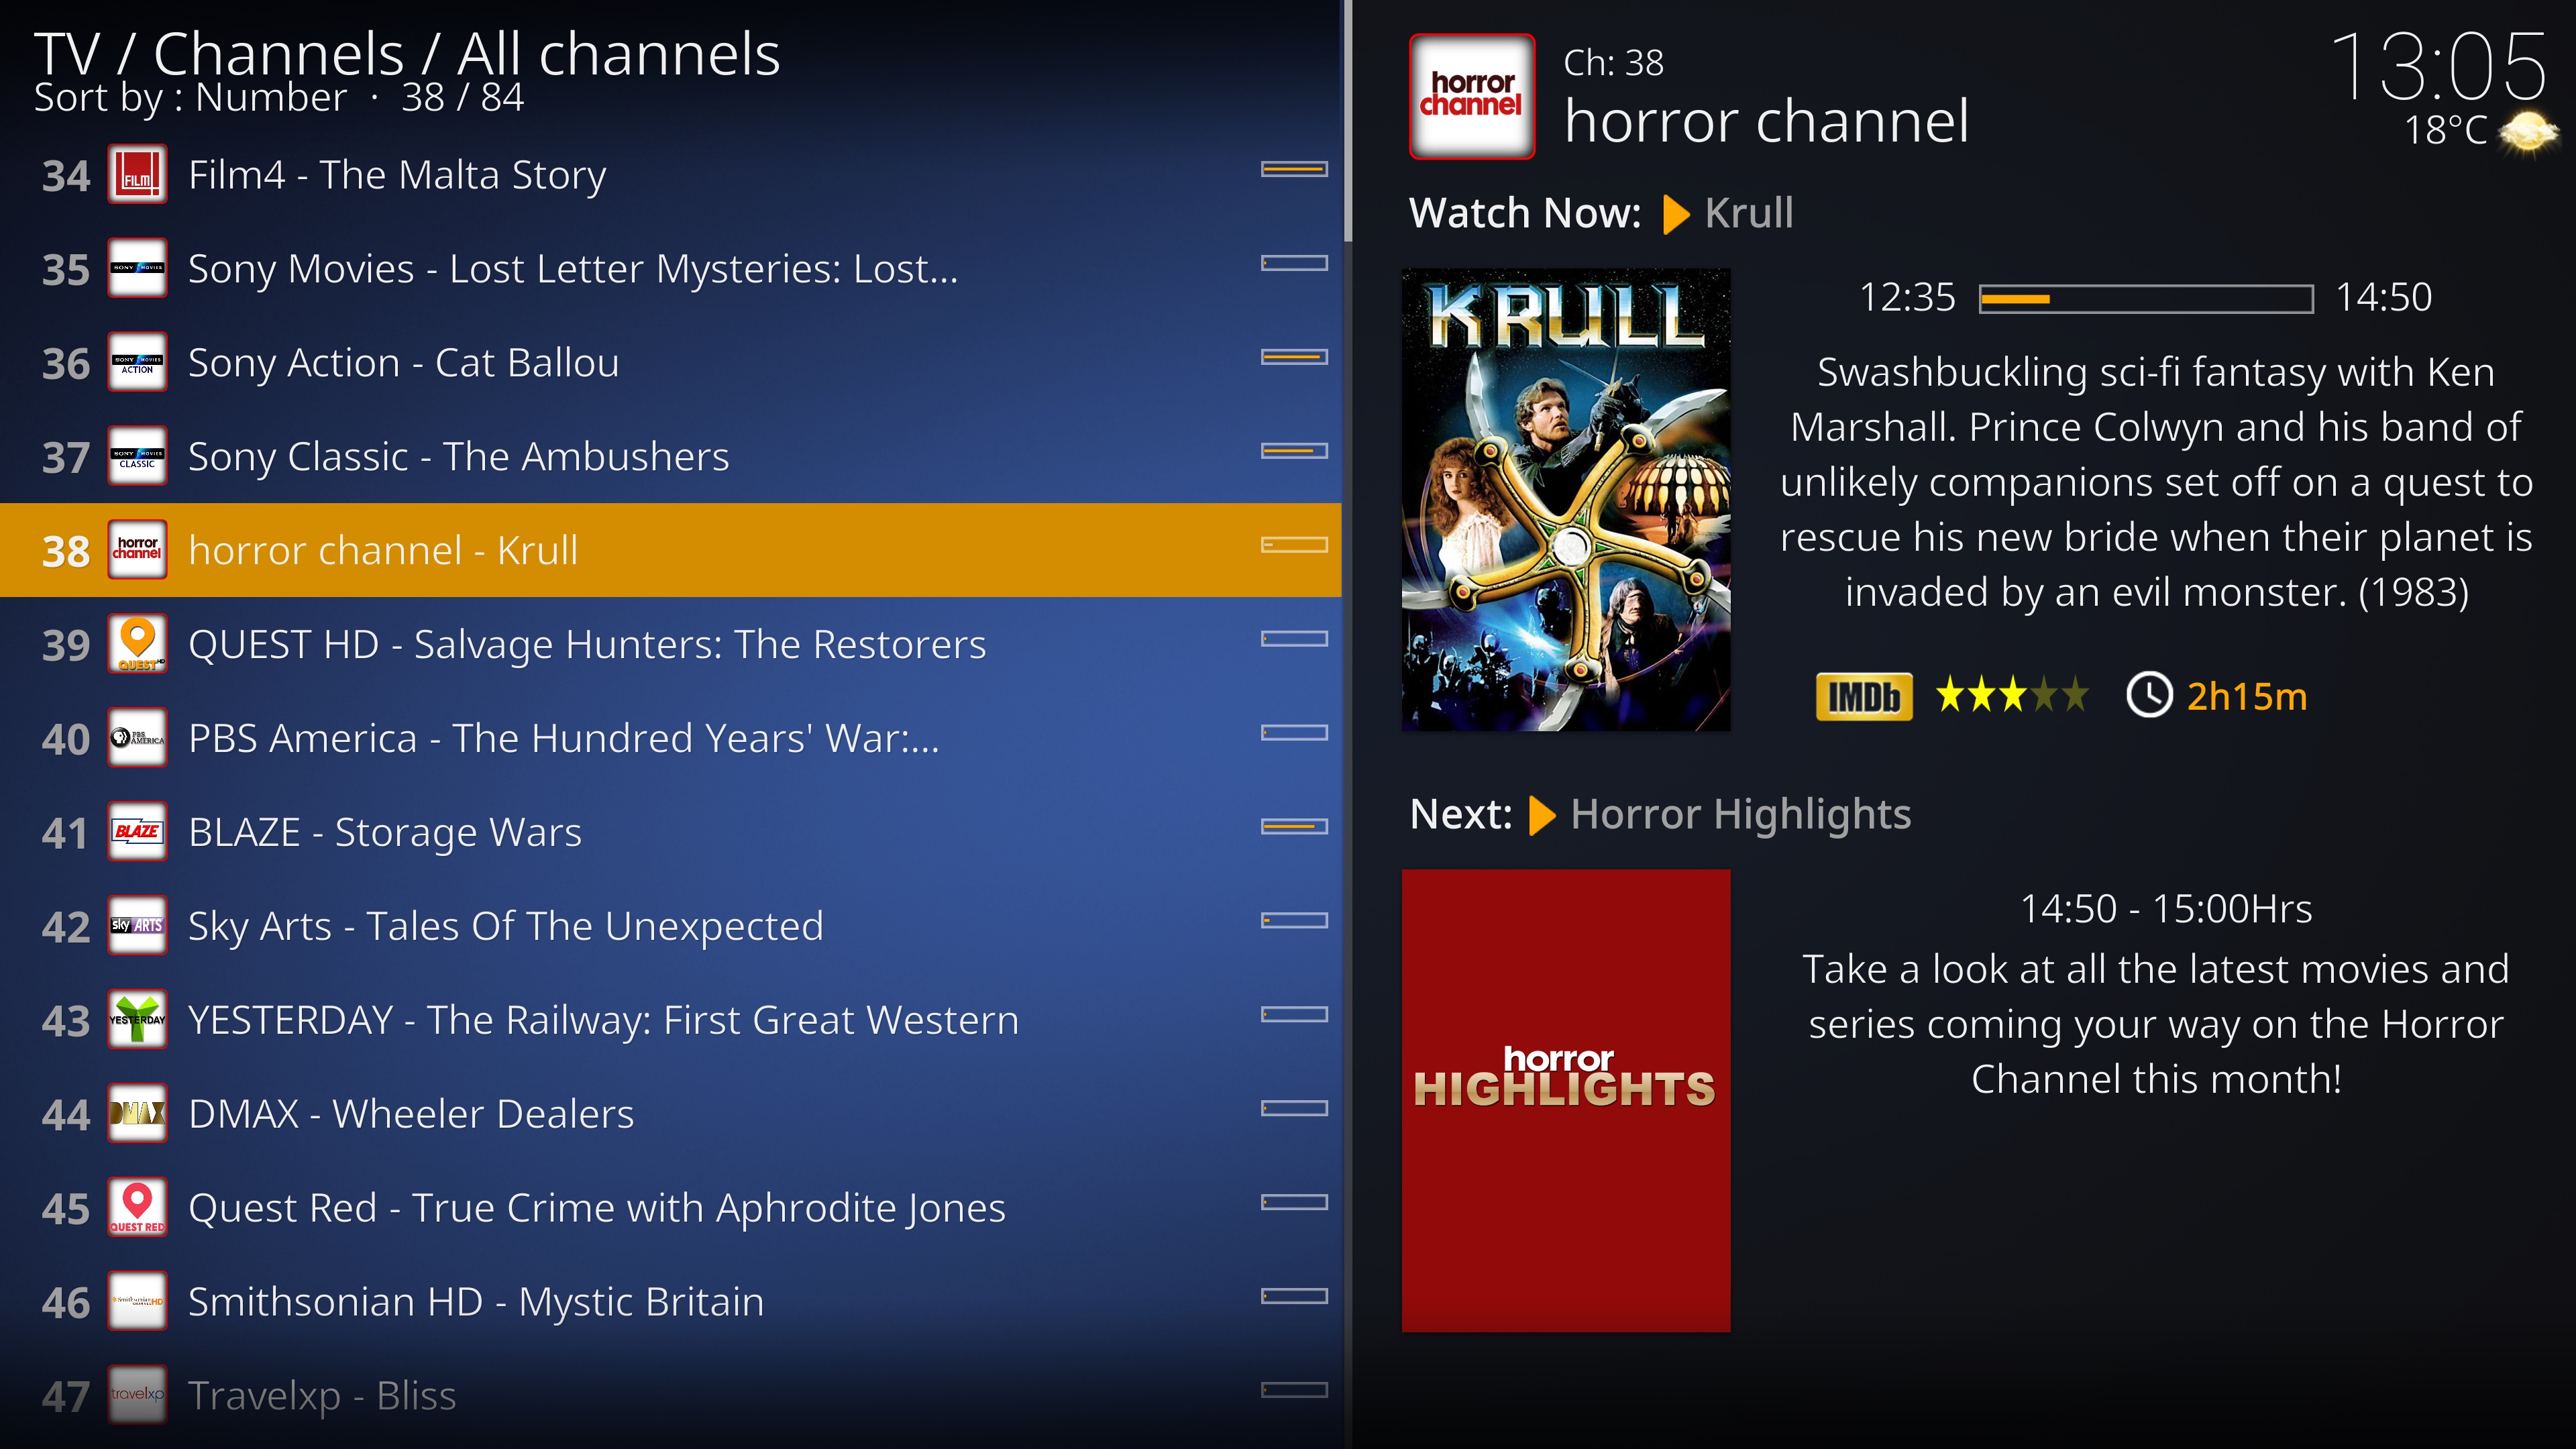 TV / Channels / All channels
Sort by : Number · 38 / 84
34 FILM4 Film4 - The Malta Story
35 SONY MOVIES Sony Movies - Lost Letter Mysteries: Lost...
36 SONY MOVIES ACTION Sony Action - Cat Ballou
37 SONY MOVIES CLASSIC Sony Classic - The Ambushers
38 horror channel horror channel - Krull
39 QUEST HD QUEST HD - Salvage Hunters: The Restorers
40 PBS AMERICA PBS America - The Hundred Years' War:...
41 BLAZE BLAZE - Storage Wars
42 sky ARTS Sky Arts - Tales Of The Unexpected
43 YESTERDAY YESTERDAY - The Railway: First Great Western
44 DMAX DMAX - Wheeler Dealers
45 QUEST RED Quest Red - True Crime with Aphrodite Jones
46 Smithsonian CHANNEL HD Smithsonian HD - Mystic Britain
47 travelxp Travelxp - Bliss
horror
channel
Ch: 38
horror channel
13:05
18°C
Watch Now: Krull
KRULL
12:35 14:50
Swashbuckling sci-fi fantasy with Ken
Marshall. Prince Colwyn and his band of
unlikely companions set off on a quest to
rescue his new bride when their planet is
invaded by an evil monster. (1983)
IMDb 2h15m
Next: Horror Highlights
horror
HIGHLIGHTS
14:50 - 15:00Hrs
Take a look at all the latest movies and
series coming your way on the Horror
Channel this month!